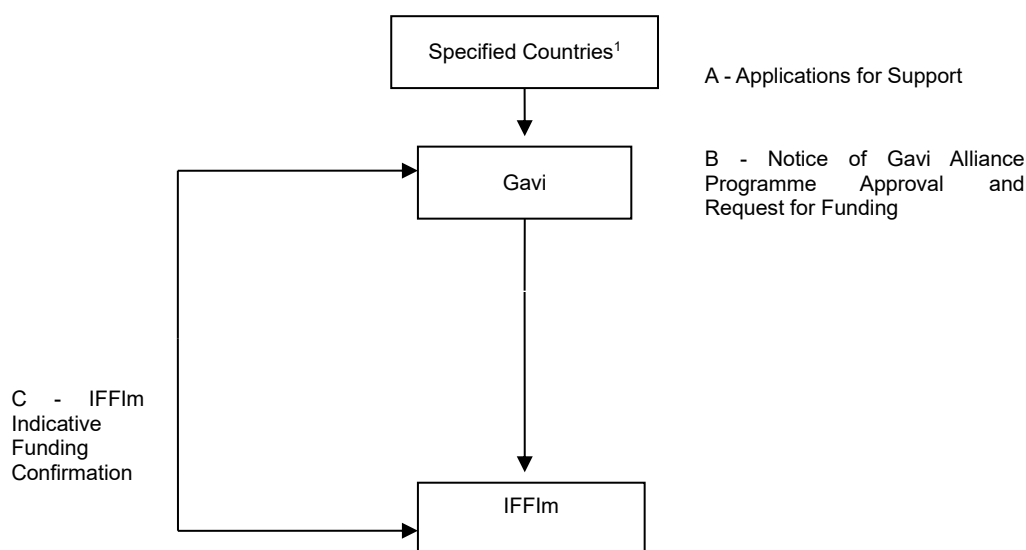 Specified Countries¹
A - Applications for Support
B - Notice of Gavi Alliance
Programme Approval and
Request for Funding
Gavi
C - IFFIm
Indicative
Funding
Confirmation
IFFIm